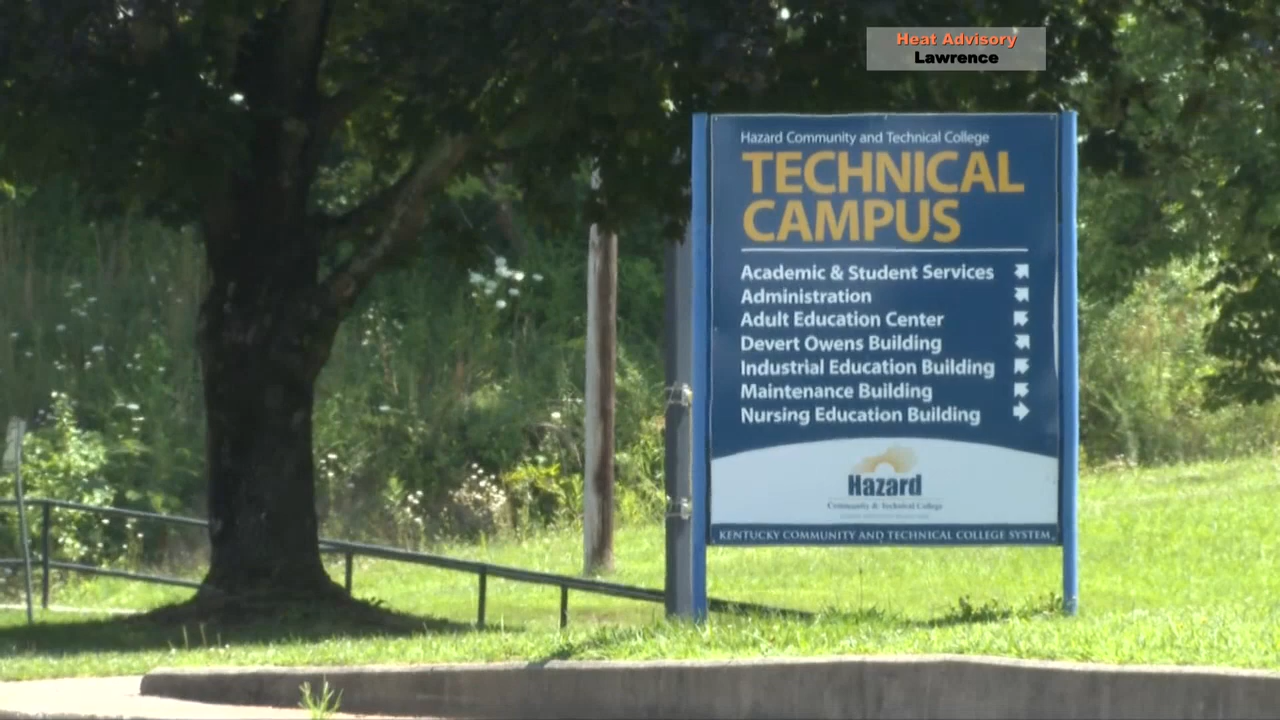 Heat Advisory
Lawrence
Hazard Community and Technical College
TECHNICAL
CAMPUS
Academic & Student Services
Administration
Adult Education Center
Devert Owens Building
Industrial Education Building
Maintenance Building
Nursing Education Building
Hazard
Community & Technical College
KENTUCKY COMMUNITY AND TECHNICAL COLLEGE SYSTEM